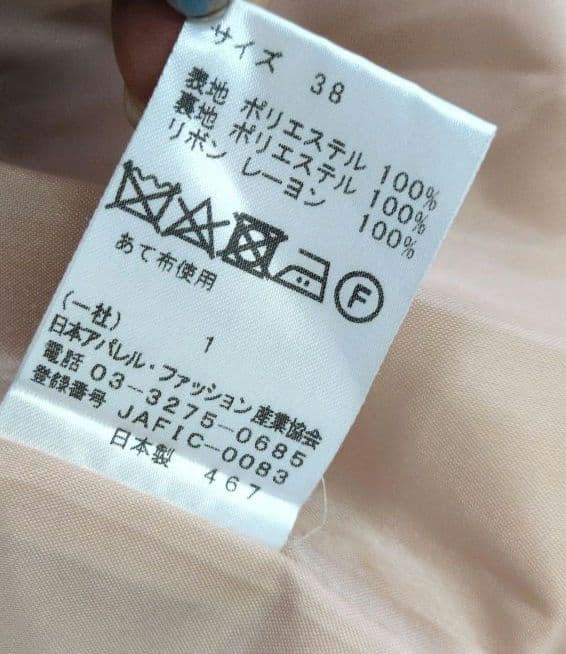 サイズ 38
表地 ポリエステル 100%
裏地 ポリエステル 100%
リボン レーヨン 100%
F
あて布使用
1
(一社)
日本アパレル・ファッション産業協会
電話 03-3275-0685
登録番号 JAFIC-0083
日本製 467